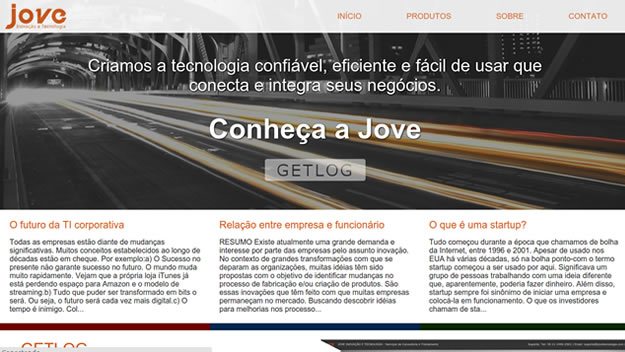 jove
Inovação e Tecnologia
INÍCIO PRODUTOS SOBRE CONTATO
Criamos a tecnologia confiável, eficiente e fácil de usar que
conecta e integra seus negócios.
Conheça a Jove
GETLOG
O futuro da TI corporativa
Todas as empresas estão diante de mudanças
significativas. Muitos conceitos estabelecidos ao longo de
décadas estão em cheque. Por exemplo:a) O Sucesso no
presente não garante sucesso no futuro. O mundo muda
muito rapidamente. Vejam que a própria loja iTunes já
está perdendo espaço para Amazon e o modelo de
streaming.b) Tudo que puder ser transformado em bits o
será. Ou seja, o futuro será cada vez mais digital.c) O
tempo é inimigo. Col...
Relação entre empresa e funcionário
RESUMO Existe atualmente uma grande demanda e
interesse por parte das empresas pelo assunto inovação.
No contexto de grandes transformações com que se
deparam as organizações, muitas idéias têm sido
propostas com o objetivo de identificar mudanças no
processo de fabricação e/ou criação de produtos. São
essas inovações que têm feito com que muitas empresas
permaneçam no mercado. Buscando descobrir idéias
para melhorias nos processo...
O que é uma startup?
Tudo começou durante a época que chamamos de bolha
da Internet, entre 1996 e 2001. Apesar de usado nos
EUA há várias décadas, só na bolha ponto-com o termo
startup começou a ser usado por aqui. Significava um
grupo de pessoas trabalhando com uma ideia diferente
que, aparentemente, poderia fazer dinheiro. Além disso,
startup sempre foi sinônimo de iniciar uma empresa e
colocá-la em funcionamento. O que os investidores
chamam de sta...
GETLOG